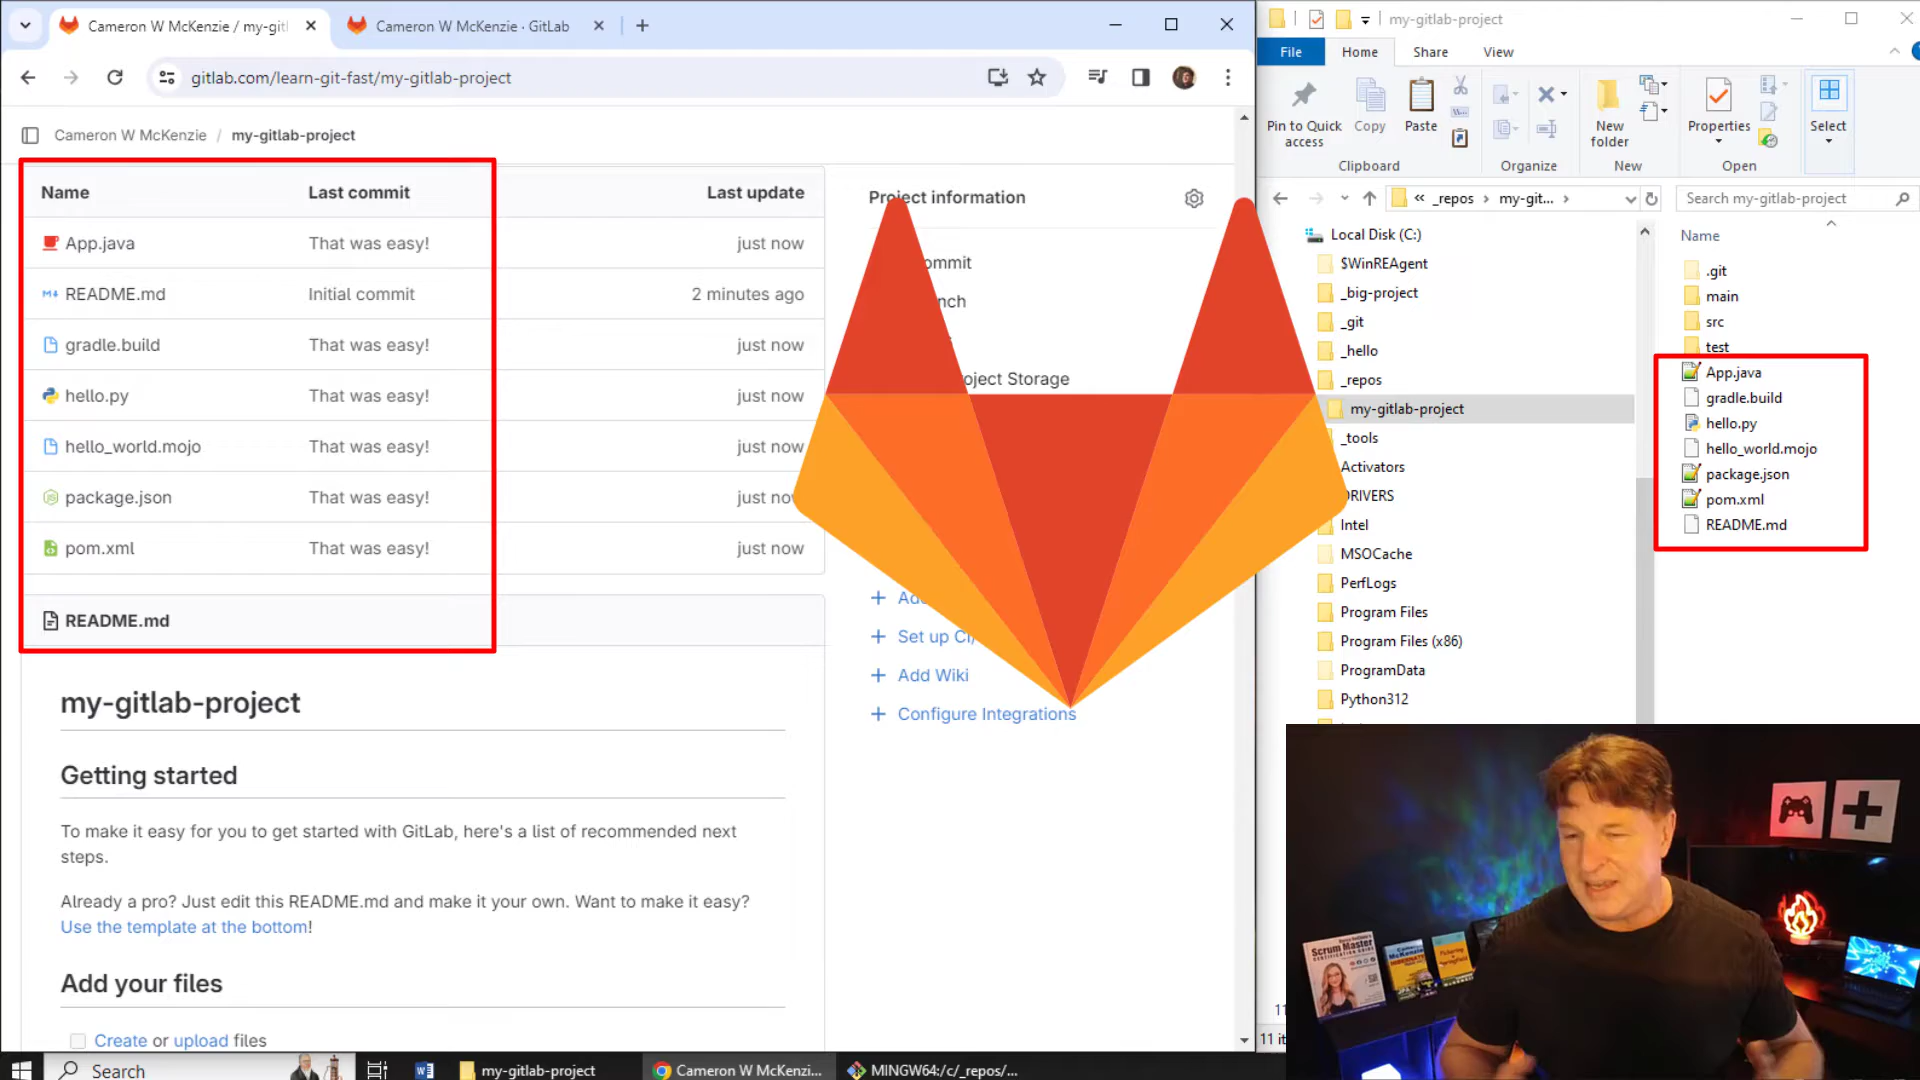 Cameron W McKenzie / my-gitl
Cameron W McKenzie · GitLab
gitlab.com/learn-git-fast/my-gitlab-project
Cameron W McKenzie / my-gitlab-project
Name Last commit Last update
App.java That was easy! just now
README.md Initial commit 2 minutes ago
gradle.build That was easy! just now
hello.py That was easy! just now
hello_world.mojo That was easy! just now
package.json That was easy! just now
pom.xml That was easy! just now
README.md
my-gitlab-project
Getting started
To make it easy for you to get started with GitLab, here's a list of recommended next
steps.
Already a pro? Just edit this README.md and make it your own. Want to make it easy?
Use the template at the bottom!
Add your files
Create or upload files
Project information
ommit
nch
oject Storage
Set up CI/
Add Wiki
Configure Integrations
my-gitlab-project
File Home Share View
Pin to Quick
access
Copy
Paste
New
folder
Properties
Select
Clipboard Organize New Open
« _repos › my-git... ›
Search my-gitlab-project
Local Disk (C:)
$WinREAgent
_big-project
_git
_hello
_repos
my-gitlab-project
_tools
Activators
DRIVERS
Intel
MSOCache
PerfLogs
Program Files
Program Files (x86)
ProgramData
Python312
Name
.git
main
src
test
App.java
gradle.build
hello.py
hello_world.mojo
package.json
pom.xml
README.md
11 it
Scrum Master
CERTIFICATION GUIDE
Search
my-gitlab-project
Cameron W McKenzi...
MINGW64:/c/_repos/...